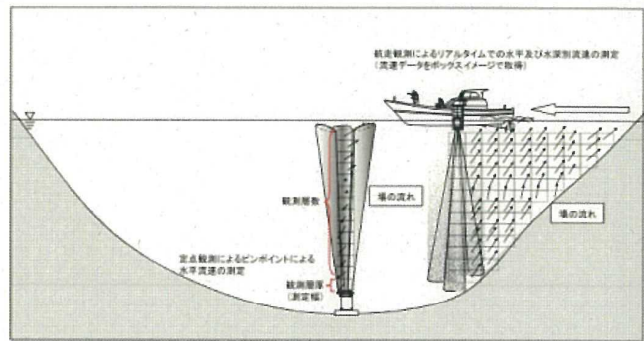 航走観測によるリアルタイムでの水平及び水深別流速の測定
(流速データをボックスイメージで取得)
観測層数
場の流れ
場の流れ
定点観測によるピンポイントによる
水平流速の測定
観測層厚
(測定幅)